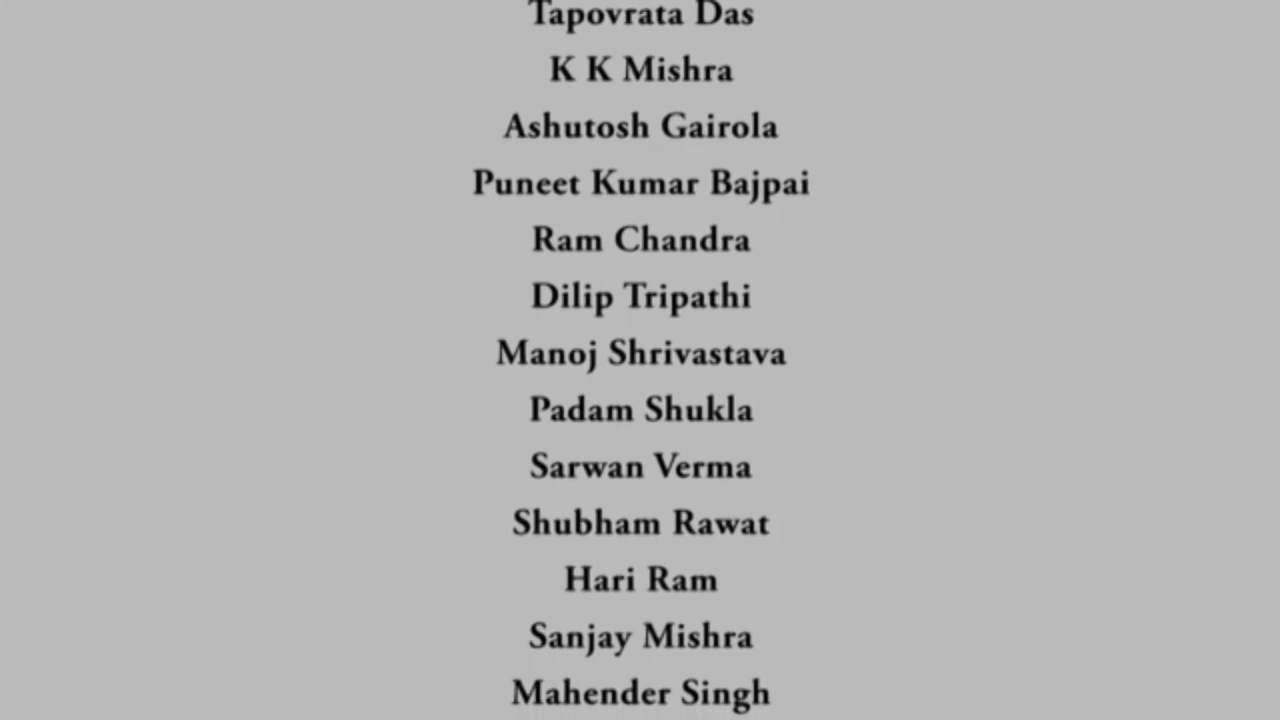 Tapovrata Das
K K Mishra
Ashutosh Gairola
Puneet Kumar Bajpai
Ram Chandra
Dilip Tripathi
Manoj Shrivastava
Padam Shukla
Sarwan Verma
Shubham Rawat
Hari Ram
Sanjay Mishra
Mahender Singh